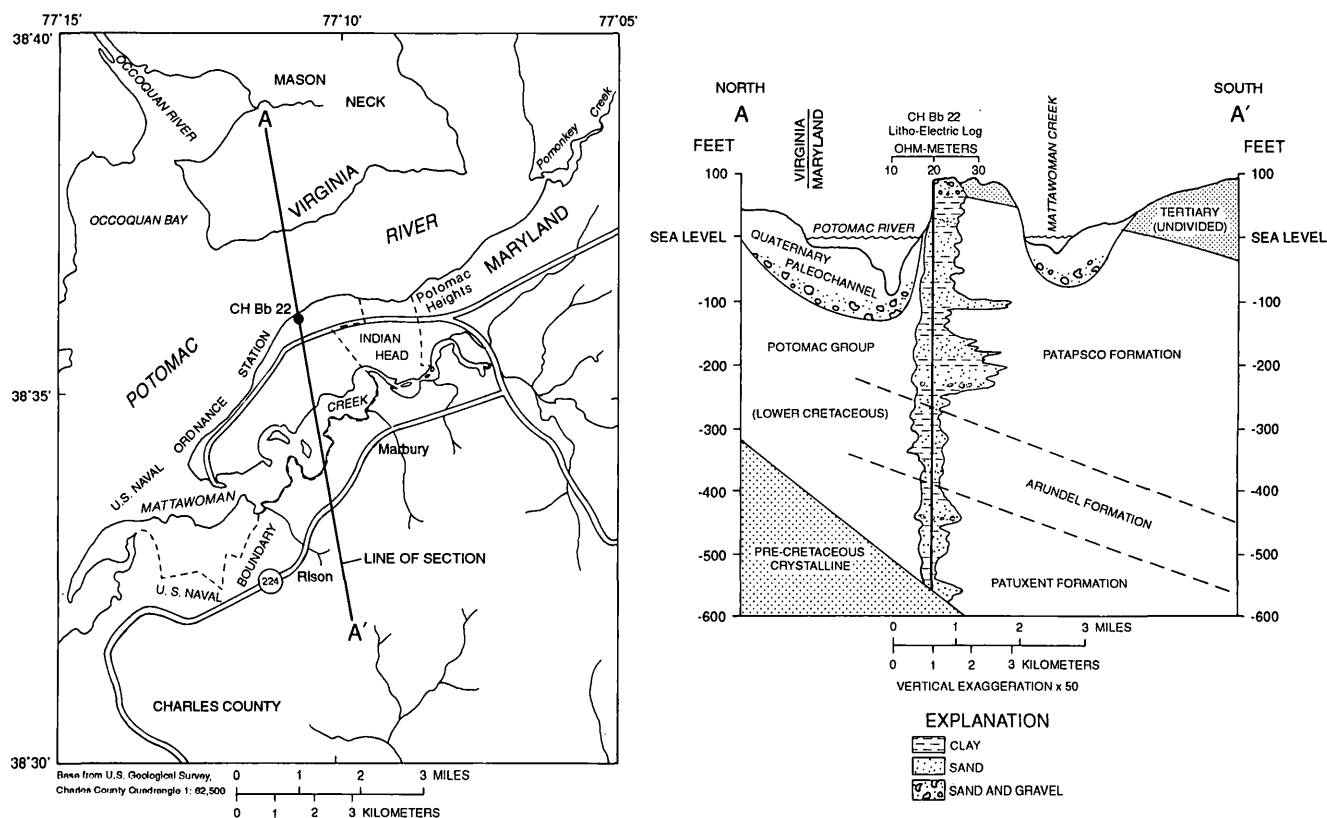 77°15'
77°10'
77°05'
38°40'
OCCOQUAN RIVER
MASON
NECK
A
Pomonkey Creek
VIRGINIA
OCCOQUAN BAY
RIVER
MARYLAND
Potomac
Heights
CH Bb 22
STATION
INDIAN
HEAD
POTOMAC
38°35'
ORDNANCE
CREEK
Marbury
U.S. NAVAL
MATTAWOMAN
BOUNDARY
LINE OF SECTION
224
Rison
U. S. NAVAL
A'
CHARLES COUNTY
38°30'
Base from U.S. Geological Survey,
Charles County Quadrangle 1: 62,500
0 1 2 3 MILES
0 1 2 3 KILOMETERS
NORTH
A
FEET
VIRGINIA
MARYLAND
CH Bb 22
Litho-Electric Log
OHM-METERS
10 20 30
MATTAWOMAN CREEK
SOUTH
A'
FEET
100
100
TERTIARY
(UNDIVIDED)
POTOMAC RIVER
SEA LEVEL
SEA LEVEL
QUATERNARY
PALEOCHANNEL
-100
-100
POTOMAC GROUP
PATAPSCO FORMATION
-200
-200
(LOWER CRETACEOUS)
-300
-300
-400
-400
ARUNDEL FORMATION
-500
-500
PRE-CRETACEOUS
CRYSTALLINE
PATUXENT FORMATION
-600
-600
0 1 2 3 MILES
0 1 2 3 KILOMETERS
VERTICAL EXAGGERATION x 50
EXPLANATION
CLAY
SAND
SAND AND GRAVEL